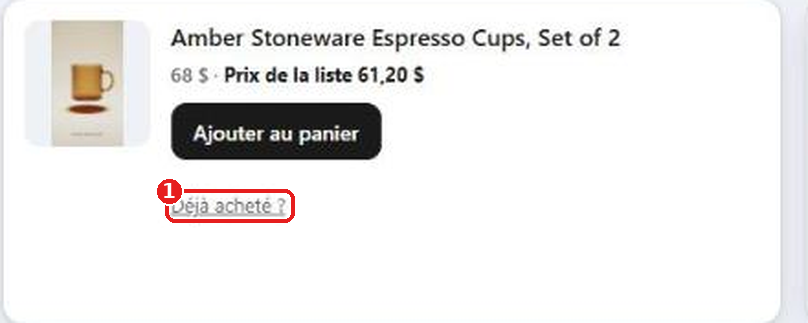 Amber Stoneware Espresso Cups, Set of 2
68 $ · Prix de la liste 61,20 $
Ajouter au panier
1
Déjà acheté ?